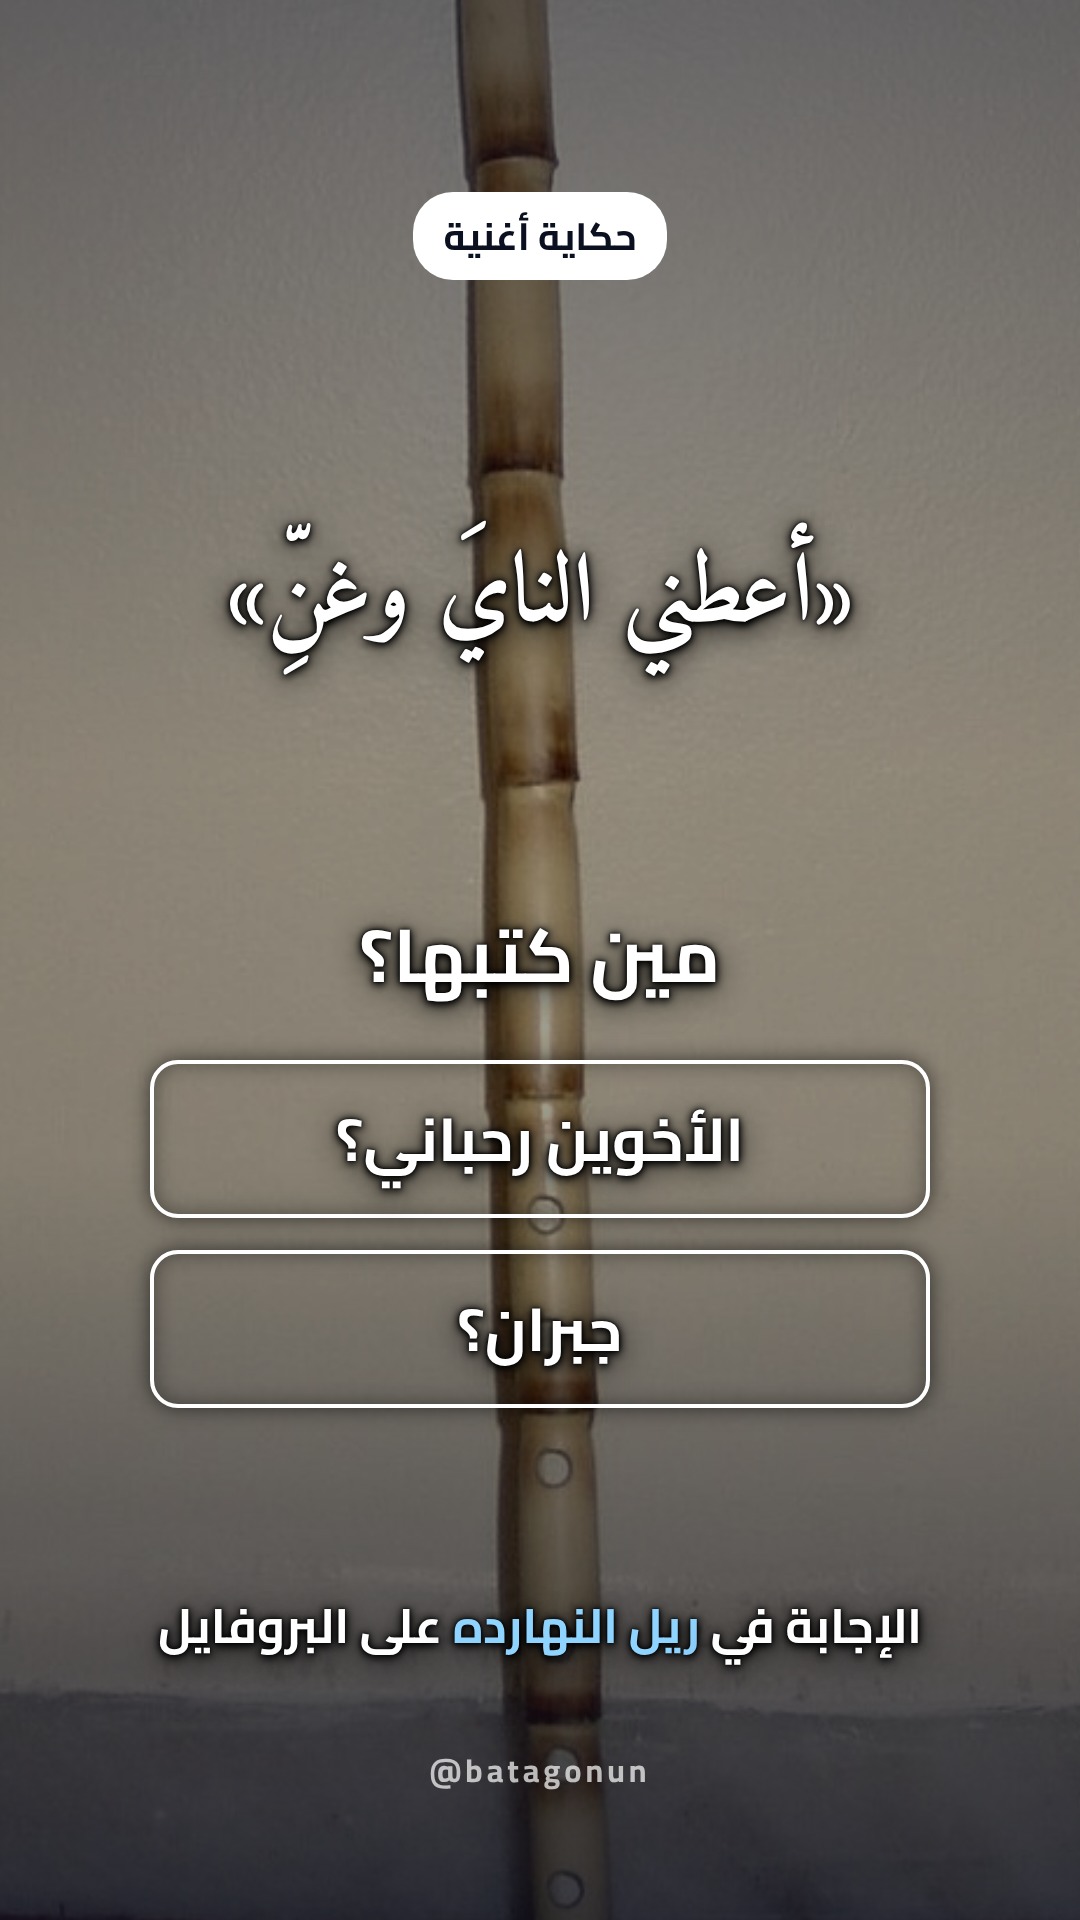 حكاية أغنية
«أعطني النايَ وغنِّ»
مين كتبها؟
الأخوين رحباني؟
جبران؟
الإجابة في ريل النهارده على البروفايل
@batagonun